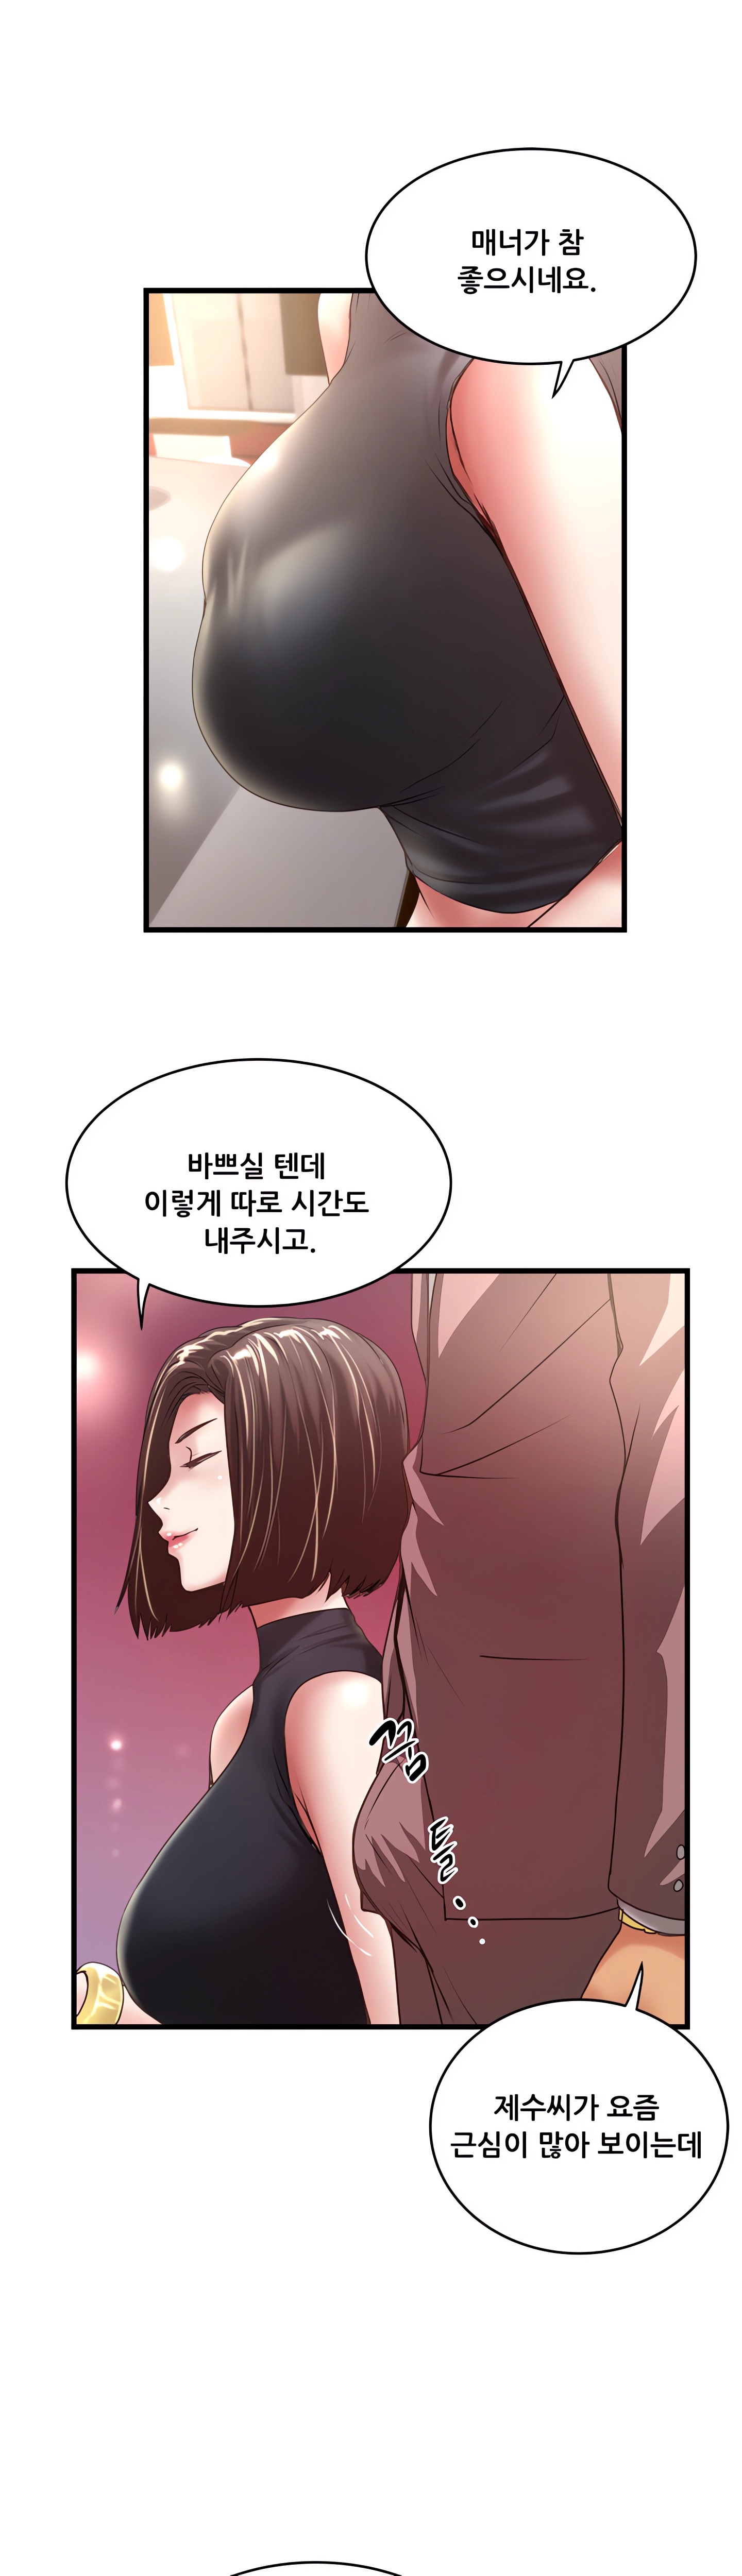 매너가 참
좋으시네요.
바쁘실 텐데
이렇게 따로 시간도
내주시고.
꿈
틀...
제수씨가 요즘
근심이 많아 보이는데